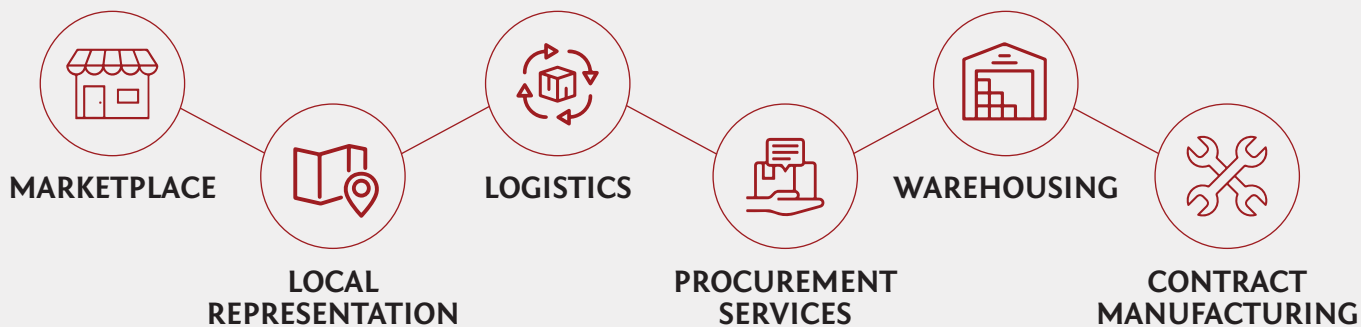 MARKETPLACE
LOCAL
REPRESENTATION
LOGISTICS
PROCUREMENT
SERVICES
WAREHOUSING
CONTRACT
MANUFACTURING